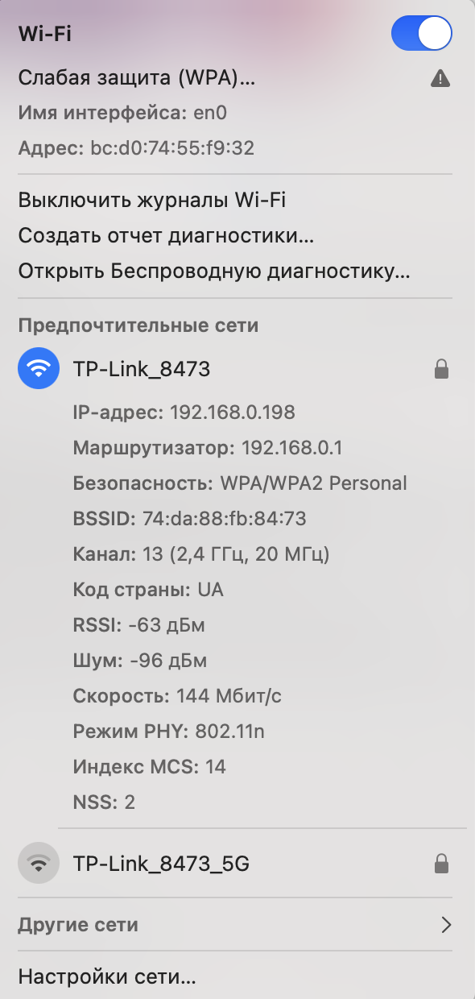 Wi-Fi
Слабая защита (WPA)...
Имя интерфейса: en0
Адрес: bc:d0:74:55:f9:32
Выключить журналы Wi-Fi
Создать отчет диагностики...
Открыть Беспроводную диагностику...
Предпочтительные сети
TP-Link_8473
IP-адрес: 192.168.0.198
Маршрутизатор: 192.168.0.1
Безопасность: WPA/WPA2 Personal
BSSID: 74:da:88:fb:84:73
Канал: 13 (2,4 ГГц, 20 МГц)
Код страны: UA
RSSI: -63 дБм
Шум: -96 дБм
Скорость: 144 Мбит/с
Режим PHY: 802.11n
Индекс MCS: 14
NSS: 2
TP-Link_8473_5G
Другие сети
Настройки сети...